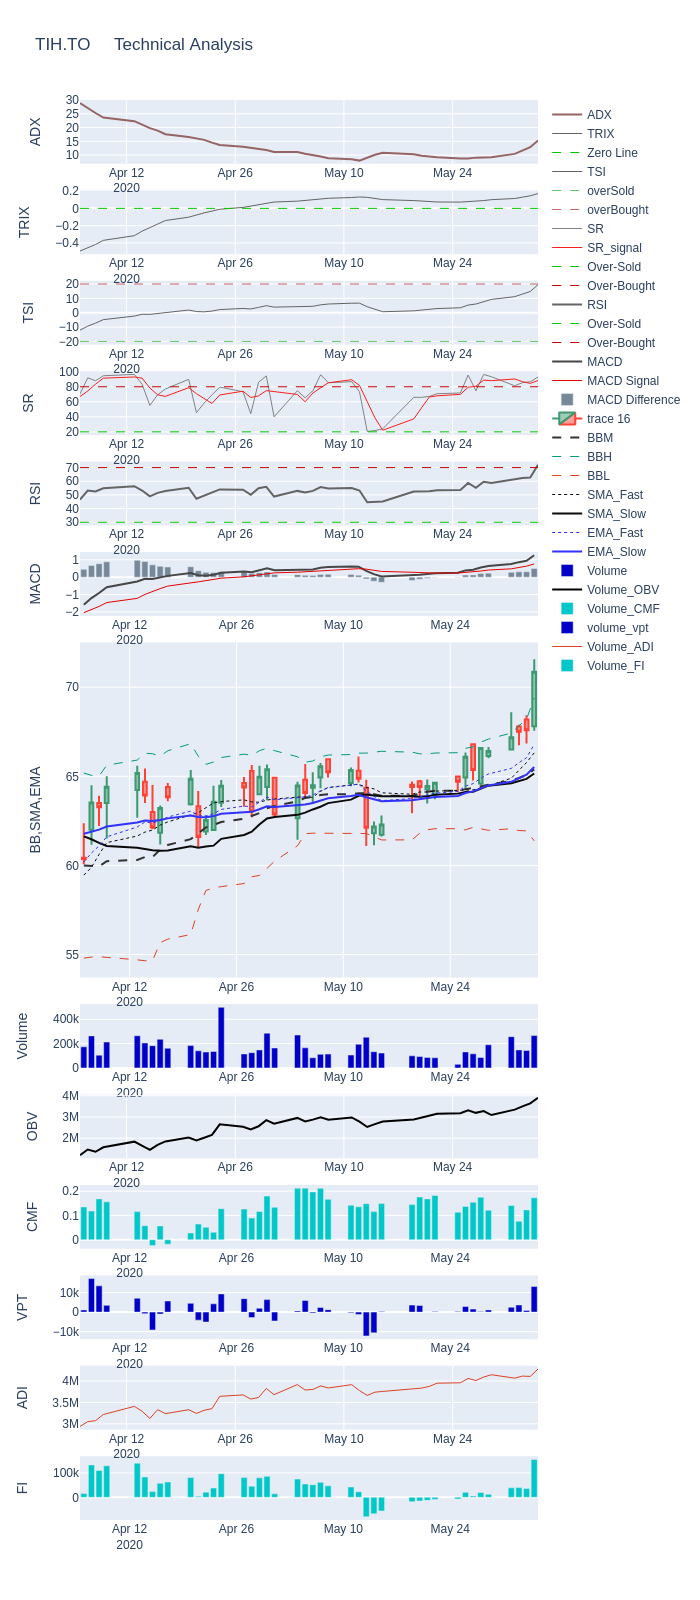 TIH.TO Technical Analysis
30
25
20
15
10
ADX
Apr 12
2020
Apr 26
May 10
May 24
0.2
0
−0.2
−0.4
TRIX
Apr 12
2020
Apr 26
May 10
May 24
20
10
0
−10
−20
TSI
Apr 12
2020
Apr 26
May 10
May 24
100
80
60
40
20
SR
Apr 12
2020
Apr 26
May 10
May 24
70
60
50
40
30
RSI
Apr 12
2020
Apr 26
May 10
May 24
1
0
−1
−2
MACD
Apr 12
2020
Apr 26
May 10
May 24
70
65
60
55
BB,SMA,EMA
Apr 12
2020
Apr 26
May 10
May 24
400k
200k
0
Volume
Apr 12
2020
Apr 26
May 10
May 24
4M
3M
2M
OBV
Apr 12
2020
Apr 26
May 10
May 24
0.2
0.1
0
CMF
Apr 12
2020
Apr 26
May 10
May 24
10k
0
−10k
VPT
Apr 12
2020
Apr 26
May 10
May 24
4M
3.5M
3M
ADI
Apr 12
2020
Apr 26
May 10
May 24
100k
0
FI
Apr 12
2020
Apr 26
May 10
May 24
ADX
TRIX
Zero Line
TSI
overSold
overBought
SR
SR_signal
Over-Sold
Over-Bought
RSI
Over-Sold
Over-Bought
MACD
MACD Signal
MACD Difference
trace 16
BBM
BBH
BBL
SMA_Fast
SMA_Slow
EMA_Fast
EMA_Slow
Volume
Volume_OBV
Volume_CMF
volume_vpt
Volume_ADI
Volume_FI